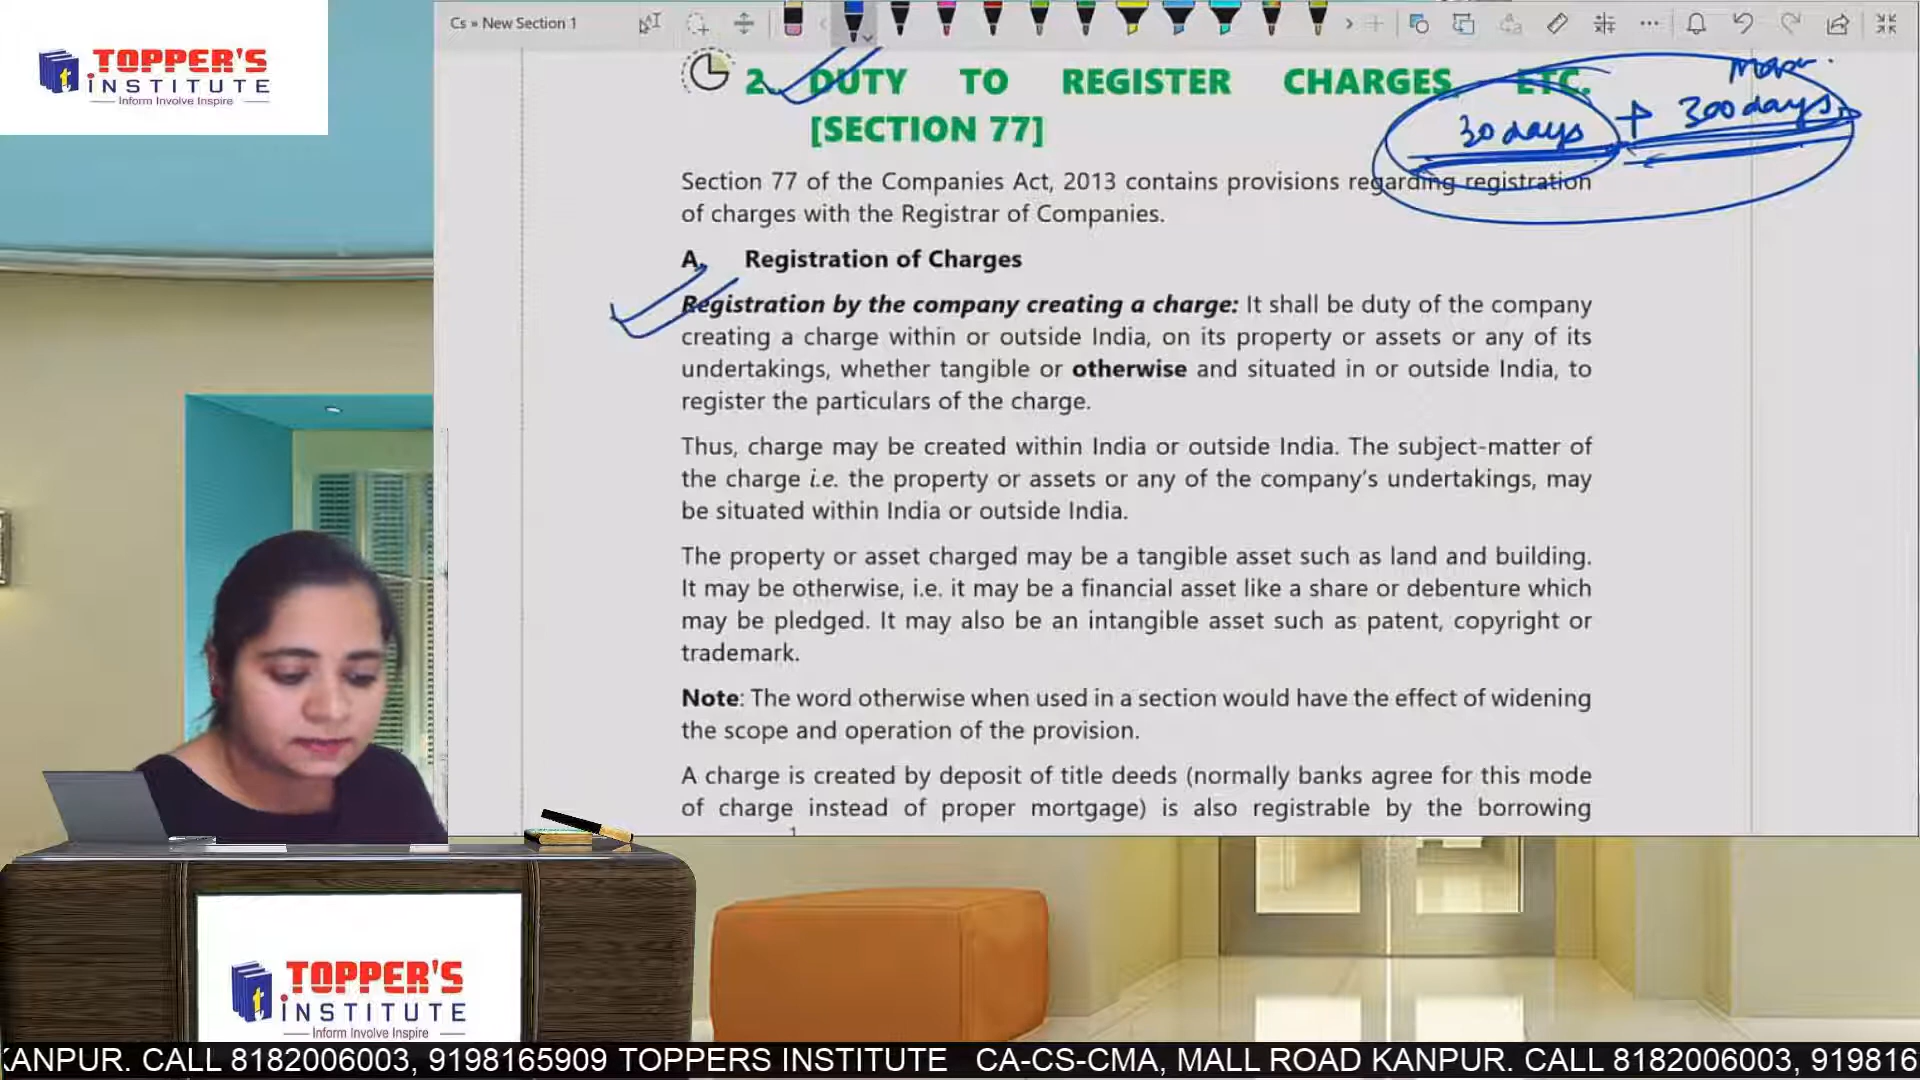 Cs » New Section 1
TOPPER'S
INSTITUTE
Inform Involve Inspire
2. DUTY TO REGISTER CHARGES ETC.
[SECTION 77]
30 days + 300 days
Section 77 of the Companies Act, 2013 contains provisions regarding registration
of charges with the Registrar of Companies.
A. Registration of Charges
Registration by the company creating a charge: It shall be duty of the company
creating a charge within or outside India, on its property or assets or any of its
undertakings, whether tangible or otherwise and situated in or outside India, to
register the particulars of the charge.
Thus, charge may be created within India or outside India. The subject-matter of
the charge i.e. the property or assets or any of the company's undertakings, may
be situated within India or outside India.
The property or asset charged may be a tangible asset such as land and building.
It may be otherwise, i.e. it may be a financial asset like a share or debenture which
may be pledged. It may also be an intangible asset such as patent, copyright or
trademark.
Note: The word otherwise when used in a section would have the effect of widening
the scope and operation of the provision.
A charge is created by deposit of title deeds (normally banks agree for this mode
of charge instead of proper mortgage) is also registrable by the borrowing
TOPPER'S
INSTITUTE
Inform Involve Inspire
KANPUR. CALL 8182006003, 9198165909 TOPPERS INSTITUTE CA-CS-CMA, MALL ROAD KANPUR. CALL 8182006003, 919816